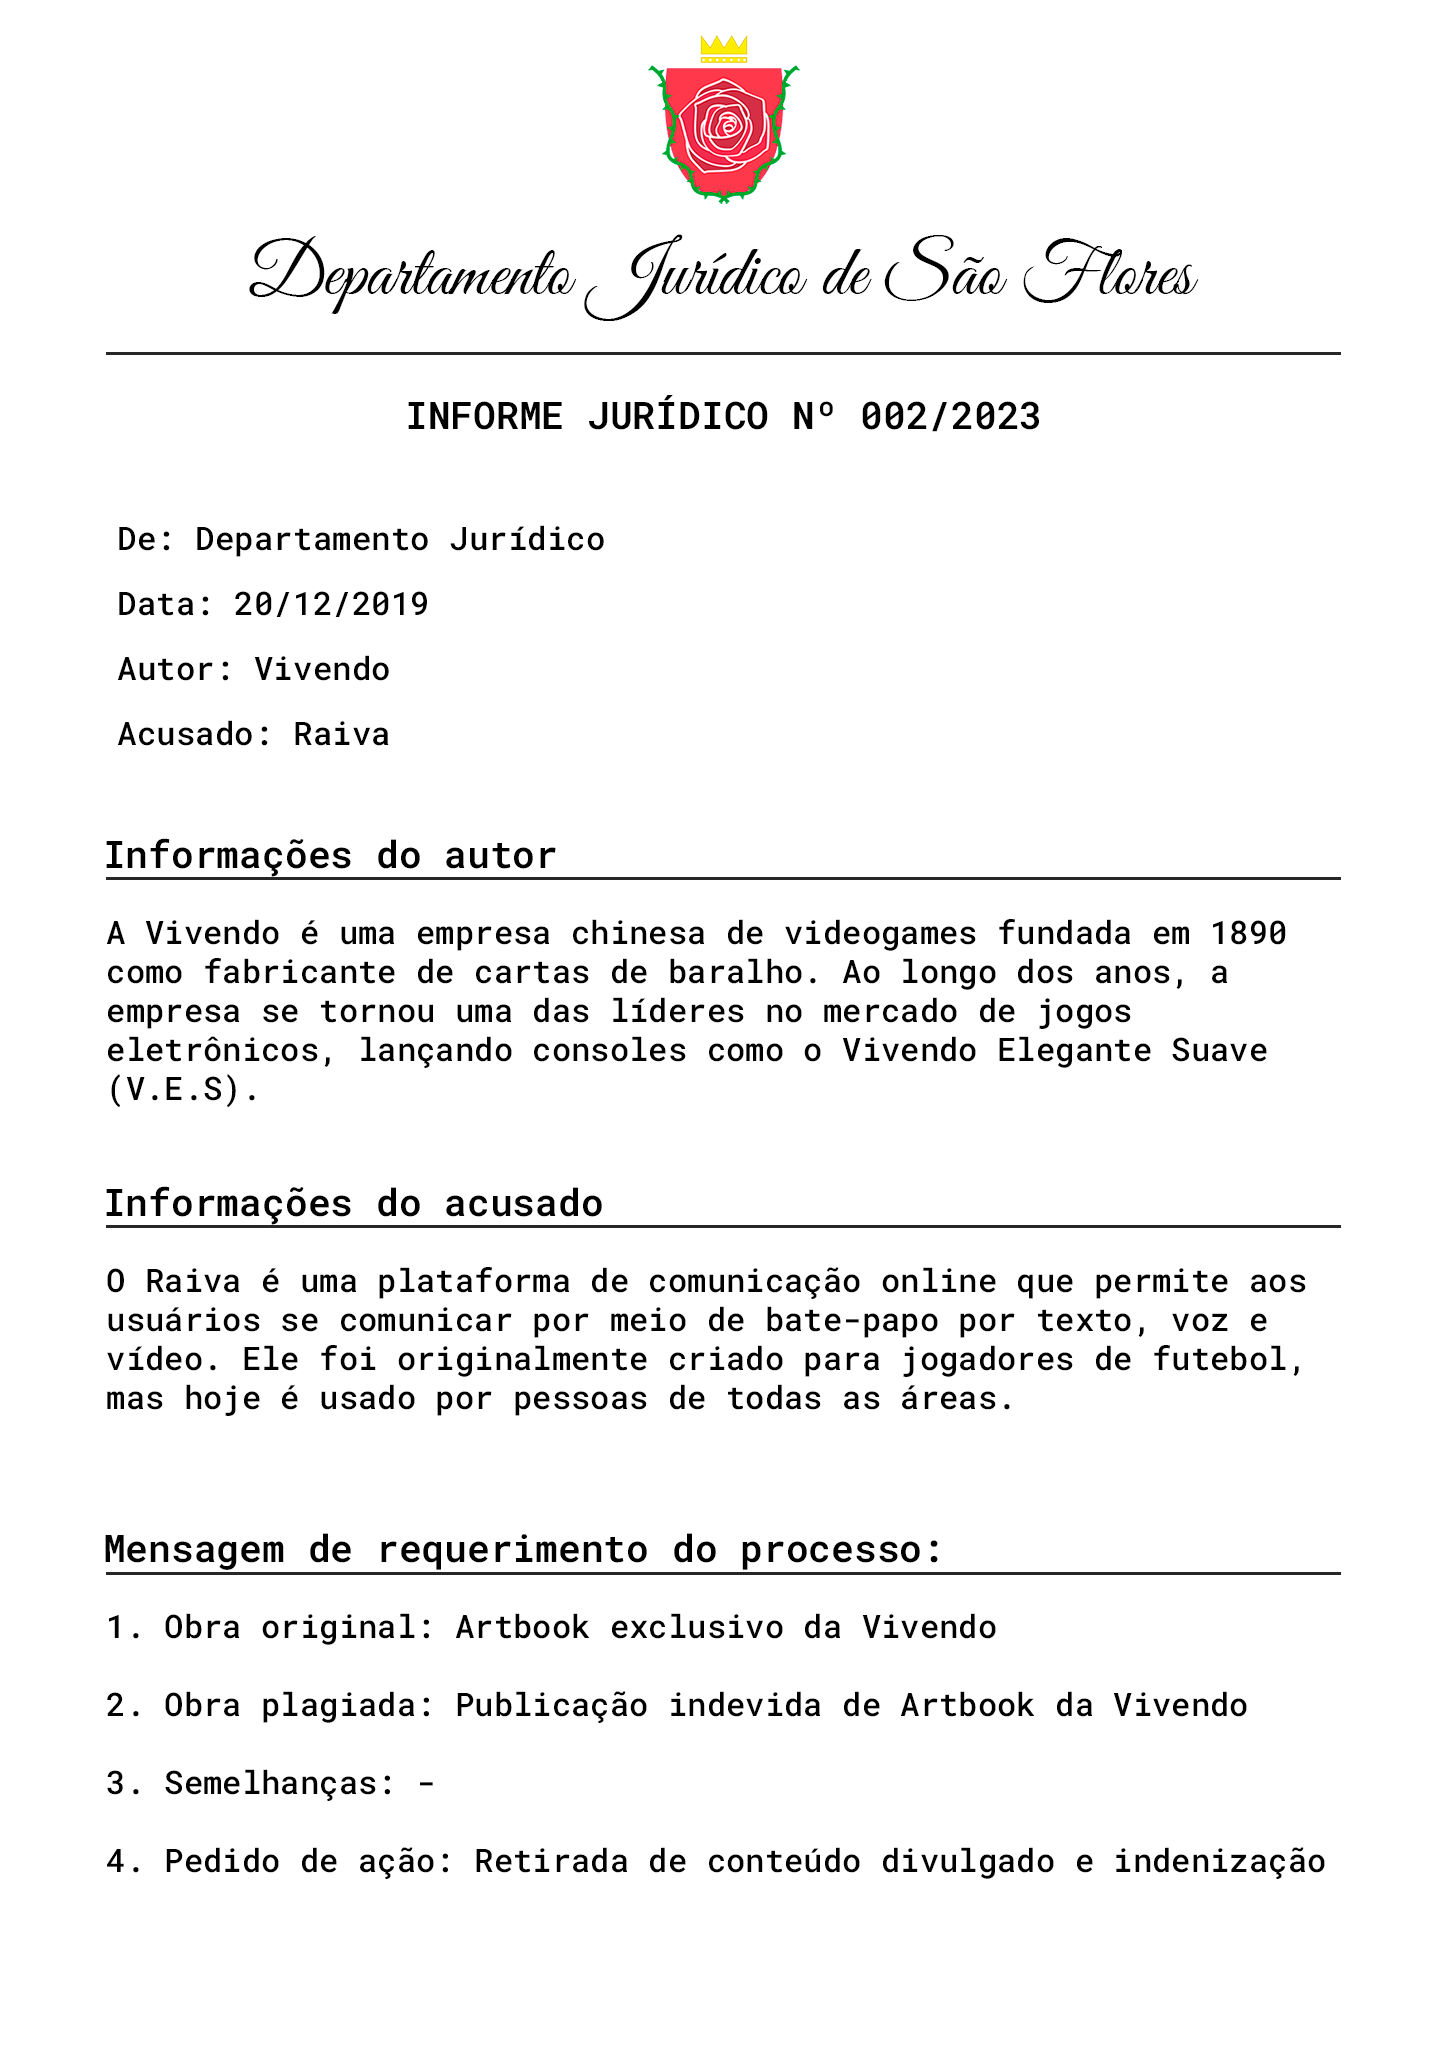 Departamento Jurídico de São Flores
INFORME JURÍDICO Nº 002/2023
De: Departamento Jurídico
Data: 20/12/2019
Autor: Vivendo
Acusado: Raiva
Informações do autor
A Vivendo é uma empresa chinesa de videogames fundada em 1890
como fabricante de cartas de baralho. Ao longo dos anos, a
empresa se tornou uma das líderes no mercado de jogos
eletrônicos, lançando consoles como o Vivendo Elegante Suave
(V.E.S).
Informações do acusado
O Raiva é uma plataforma de comunicação online que permite aos
usuários se comunicar por meio de bate-papo por texto, voz e
vídeo. Ele foi originalmente criado para jogadores de futebol,
mas hoje é usado por pessoas de todas as áreas.
Mensagem de requerimento do processo:
1. Obra original: Artbook exclusivo da Vivendo
2. Obra plagiada: Publicação indevida de Artbook da Vivendo
3. Semelhanças: -
4. Pedido de ação: Retirada de conteúdo divulgado e indenização